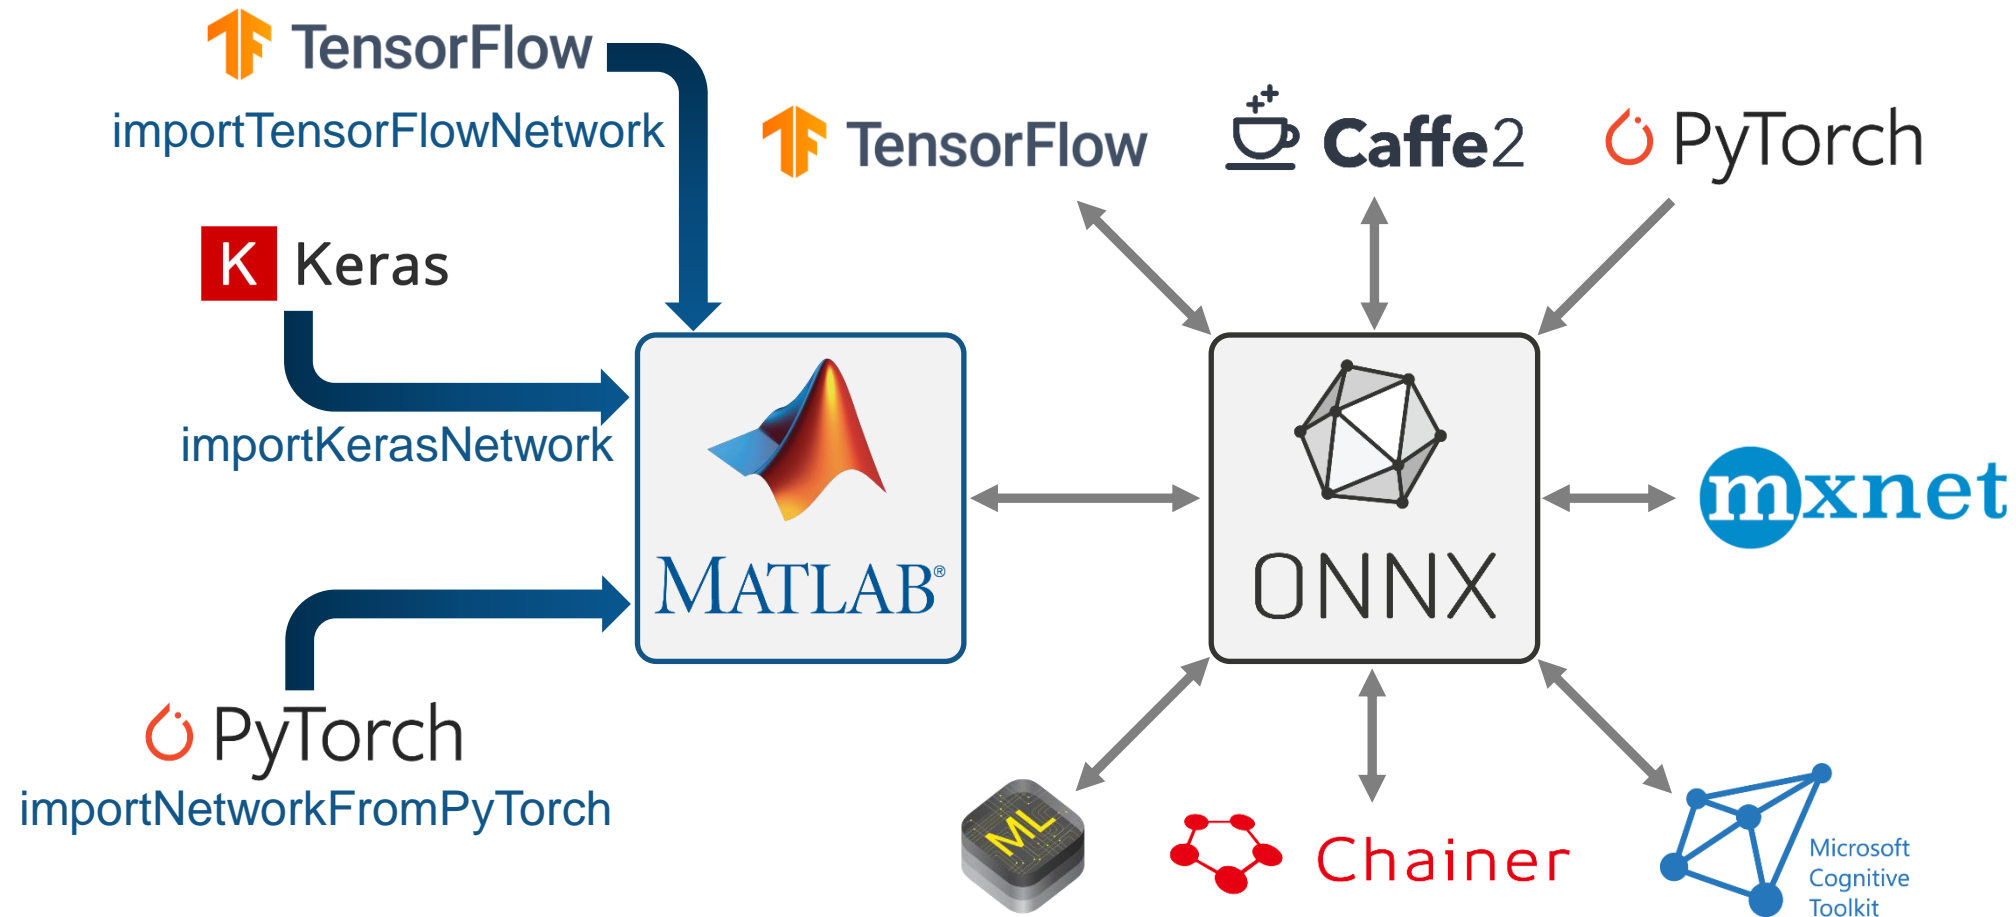 TensorFlow
importTensorFlowNetwork
TensorFlow
Caffe2
PyTorch
K Keras
importKerasNetwork
MATLAB®
ONNX
mxnet
PyTorch
importNetworkFromPyTorch
ML
Chainer
Microsoft
Cognitive
Toolkit